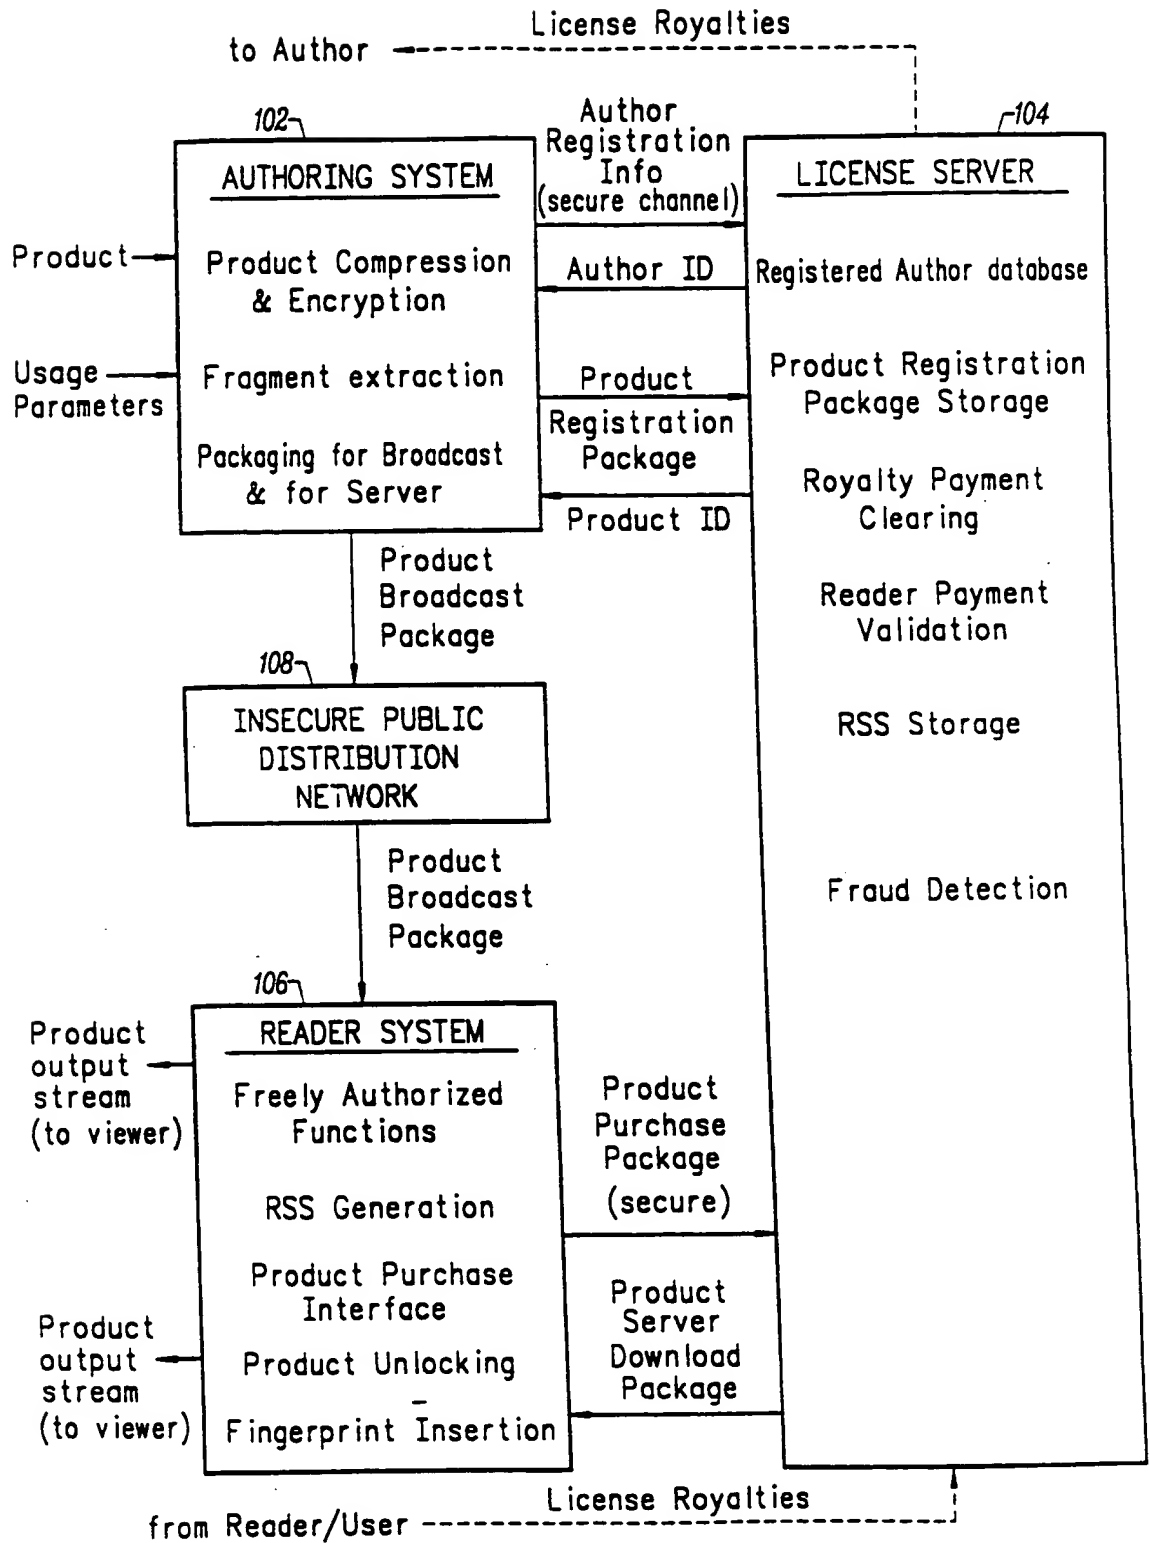 License Royalties
to Author
102
AUTHORING SYSTEM
Product Compression
& Encryption
Fragment extraction
Packaging for Broadcast
& for Server
Product
Usage
Parameters
Author
Registration
Info
(secure channel)
Author ID
Product
Registration
Package
Product ID
104
LICENSE SERVER
Registered Author database
Product Registration
Package Storage
Royalty Payment
Clearing
Reader Payment
Validation
RSS Storage
Fraud Detection
Product
Broadcast
Package
108
INSECURE PUBLIC
DISTRIBUTION
NETWORK
Product
Broadcast
Package
106
READER SYSTEM
Freely Authorized
Functions
RSS Generation
Product Purchase
Interface
Product Unlocking
Fingerprint Insertion
Product
output
stream
(to viewer)
Product
output
stream
(to viewer)
Product
Purchase
Package
(secure)
Product
Server
Download
Package
License Royalties
from Reader/User